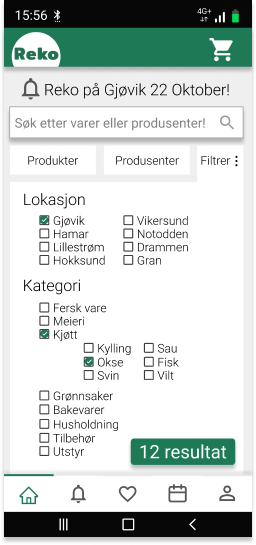 15:56
4G+
Reko
Reko på Gjøvik 22 Oktober!
Søk etter varer eller produsenter!
Produkter Produsenter Filtrer
Lokasjon
Gjøvik Vikersund
Hamar Notodden
Lillestrøm Drammen
Hokksund Gran
Kategori
Fersk vare
Meieri
Kjøtt
Kylling Sau
Okse Fisk
Svin Vilt
Grønnsaker
Bakevarer
Husholdning
Tilbehør
Utstyr
12 resultat